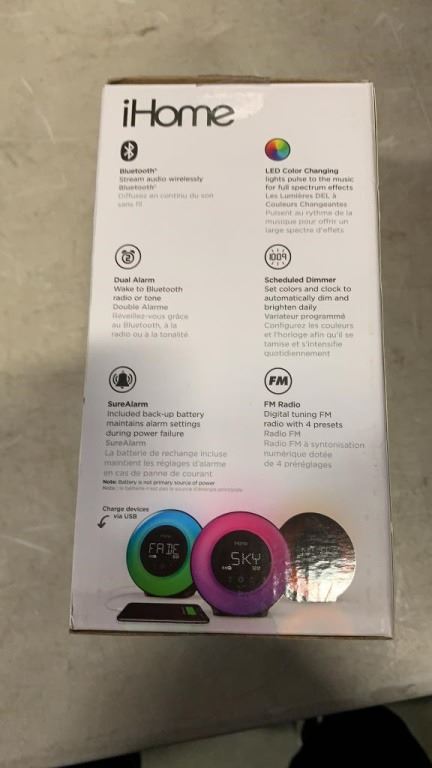 iHome
Bluetooth®
Stream audio wirelessly
Bluetooth®
Diffusez en continu du son
sans fil
LED Color Changing
lights pulse to the music
for full spectrum effects
Les Lumières DEL à
Couleurs Changeantes
Pulsent au rythme de la
musique pour offrir un
large spectre d'effets
Dual Alarm
Wake to Bluetooth
radio or tone
Double Alarme
Réveillez-vous grâce
au Bluetooth, à la
radio ou à la tonalité
Scheduled Dimmer
Set colors and clock to
automatically dim and
brighten daily
Variateur programmé
Configurez les couleurs
et l'horloge afin qu'il se
tamise et s'intensifie
quotidiennement
SureAlarm
Included back-up battery
maintains alarm settings
during power failure
SureAlarm
La batterie de rechange incluse
maintient les réglages d'alarme
en cas de panne de courant
Note: Battery is not primary source of power
FM
FM Radio
Digital tuning FM
radio with 4 presets
Radio FM
Radio FM à syntonisation
numérique dotée
de 4 préréglages
Charge devices
via USB
FADE
iHome
SKY